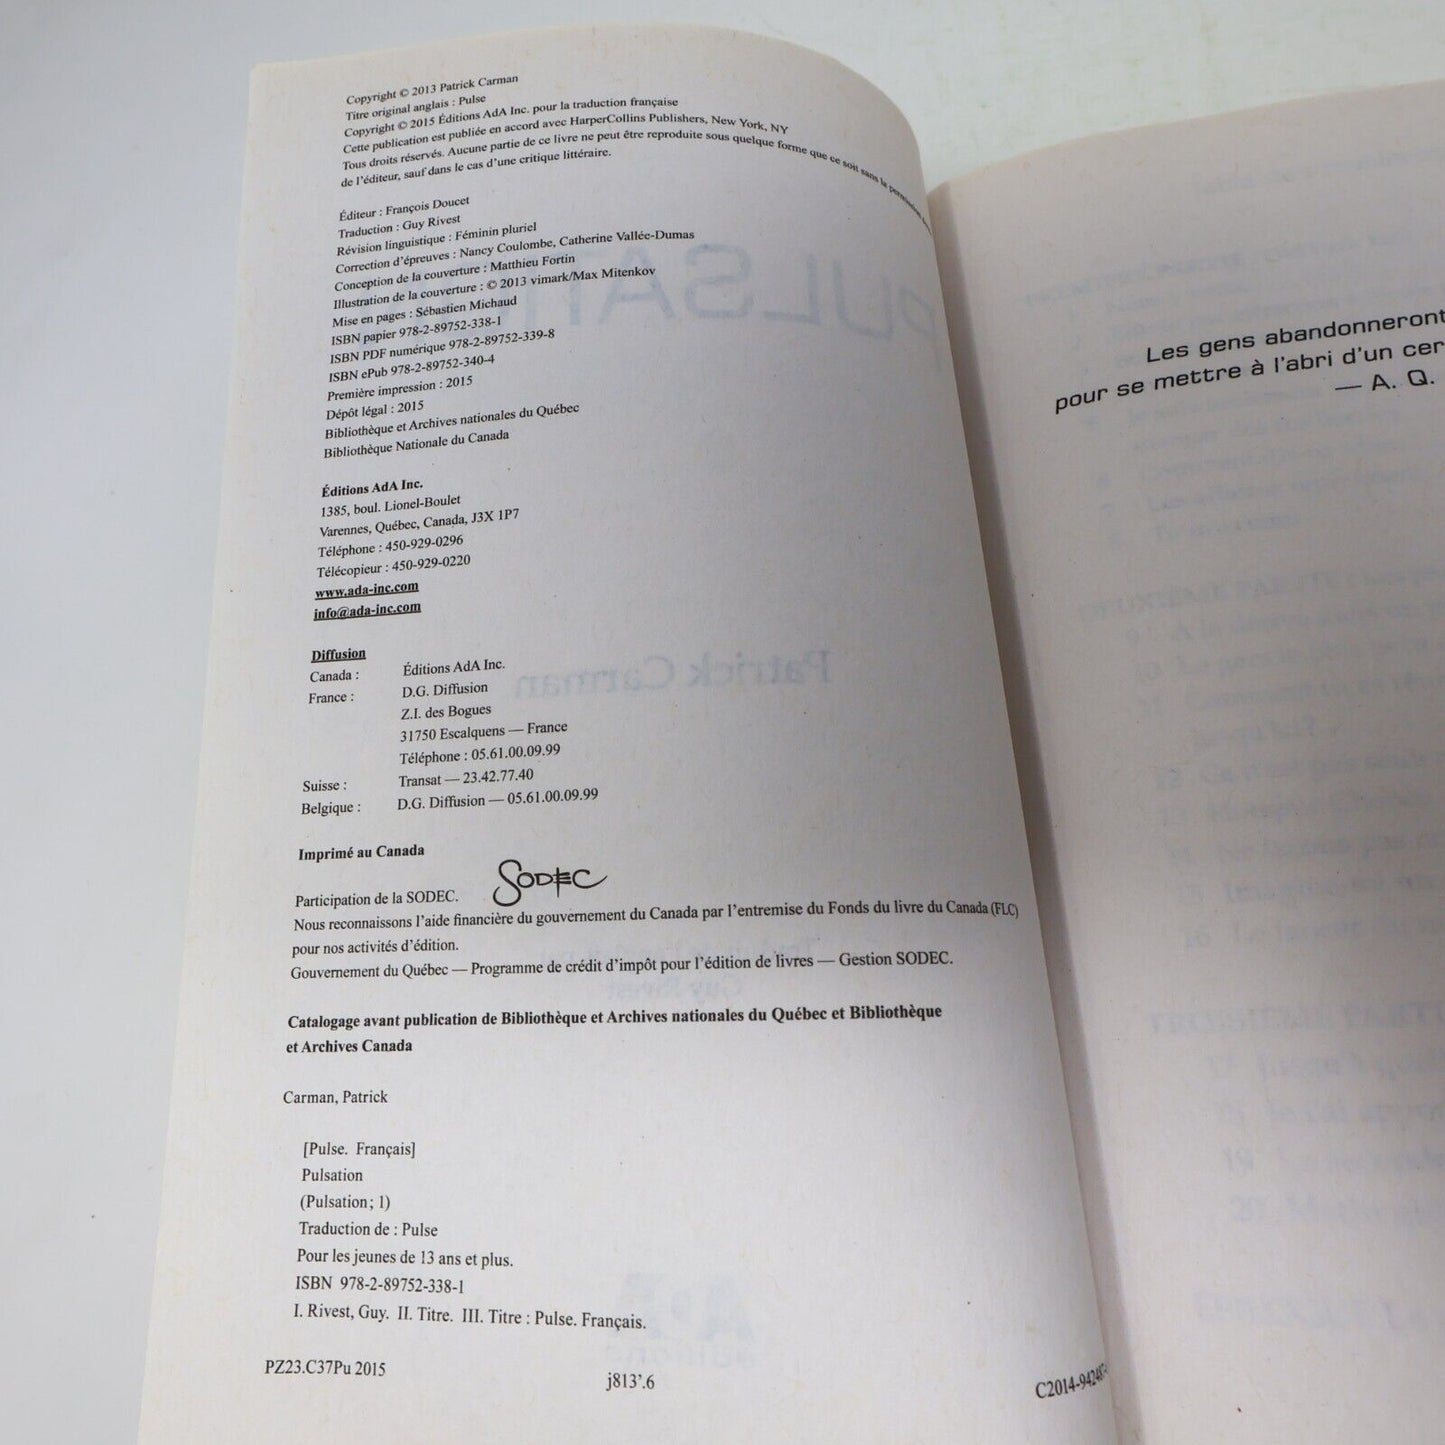 Copyright © 2013 Patrick Carman
Titre original anglais : Pulse
Copyright © 2015 Éditions AdA Inc. pour la traduction française
Cette publication est publiée en accord avec HarperCollins Publishers, New York, NY
Tous droits réservés. Aucune partie de ce livre ne peut être reproduite sous quelque forme que ce soit sans la permission
de l'éditeur, sauf dans le cas d'une critique littéraire.
Éditeur : François Doucet
Traduction : Guy Rivest
Révision linguistique : Féminin pluriel
Correction d'épreuves : Nancy Coulombe, Catherine Vallée-Dumas
Conception de la couverture : Matthieu Fortin
Illustration de la couverture : © 2013 vimark/Max Mitenkov
Mise en pages : Sébastien Michaud
ISBN papier 978-2-89752-338-1
ISBN PDF numérique 978-2-89752-339-8
ISBN ePub 978-2-89752-340-4
Première impression : 2015
Dépôt légal : 2015
Bibliothèque et Archives nationales du Québec
Bibliothèque Nationale du Canada
Éditions AdA Inc.
1385, boul. Lionel-Boulet
Varennes, Québec, Canada, J3X 1P7
Téléphone : 450-929-0296
Télécopieur : 450-929-0220
www.ada-inc.com
info@ada-inc.com
Diffusion
Canada : Éditions AdA Inc.
France : D.G. Diffusion
Z.I. des Bogues
31750 Escalquens — France
Téléphone : 05.61.00.09.99
Suisse : Transat — 23.42.77.40
Belgique : D.G. Diffusion — 05.61.00.09.99
Imprimé au Canada
Participation de la SODEC. SODEC
Nous reconnaissons l'aide financière du gouvernement du Canada par l'entremise du Fonds du livre du Canada (FLC)
pour nos activités d'édition.
Gouvernement du Québec — Programme de crédit d'impôt pour l'édition de livres — Gestion SODEC.
Catalogage avant publication de Bibliothèque et Archives nationales du Québec et Bibliothèque
et Archives Canada
Carman, Patrick
[Pulse. Français]
Pulsation
(Pulsation; 1)
Traduction de : Pulse
Pour les jeunes de 13 ans et plus.
ISBN 978-2-89752-338-1
I. Rivest, Guy. II. Titre. III. Titre : Pulse. Français.
PZ23.C37Pu 2015 j813'.6 C2014-942487-
Les gens abandonneront
pour se mettre à l'abri d'un cer
— A. Q.